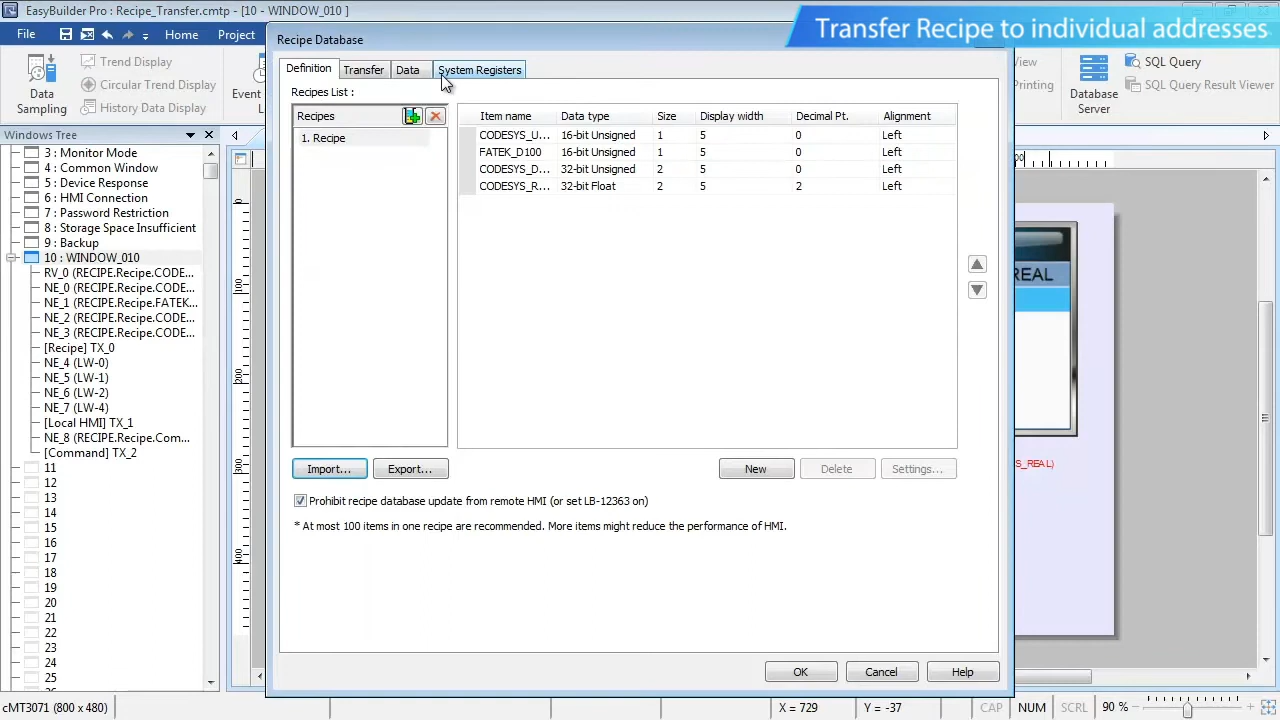 EasyBuilder Pro : Recipe_Transfer.cmtp - [10 - WINDOW_010 ]
Transfer Recipe to individual addresses
File
Home
Project
Recipe Database
Data Sampling
Trend Display
Circular Trend Display
History Data Display
Event
View
Printing
Database Server
SQL Query
SQL Query Result Viewer
Definition
Transfer
Data
System Registers
Windows Tree
3 : Monitor Mode
4 : Common Window
5 : Device Response
6 : HMI Connection
7 : Password Restriction
8 : Storage Space Insufficient
9 : Backup
10 : WINDOW_010
RV_0 (RECIPE.Recipe.CODE...
NE_0 (RECIPE.Recipe.CODE...
NE_1 (RECIPE.Recipe.FATEK...
NE_2 (RECIPE.Recipe.CODE...
NE_3 (RECIPE.Recipe.CODE...
[Recipe] TX_0
NE_4 (LW-0)
NE_5 (LW-1)
NE_6 (LW-2)
NE_7 (LW-4)
[Local HMI] TX_1
NE_8 (RECIPE.Recipe.Com...
[Command] TX_2
11
12
13
14
15
16
17
18
19
20
21
22
23
24
25
Recipes List :
Recipes
1. Recipe
Item name Data type Size Display width Decimal Pt. Alignment
CODESYS_U... 16-bit Unsigned 1 5 0 Left
FATEK_D100 16-bit Unsigned 1 5 0 Left
CODESYS_D... 32-bit Unsigned 2 5 0 Left
CODESYS_R... 32-bit Float 2 5 2 Left
Import... Export... New Delete Settings...
Prohibit recipe database update from remote HMI (or set LB-12363 on)
* At most 100 items in one recipe are recommended. More items might reduce the performance of HMI.
OK Cancel Help
100
200
300
400
REAL
S_REAL)
cMT3071 (800 x 480)
X = 729
Y = -37
CAP NUM SCRL 90 %